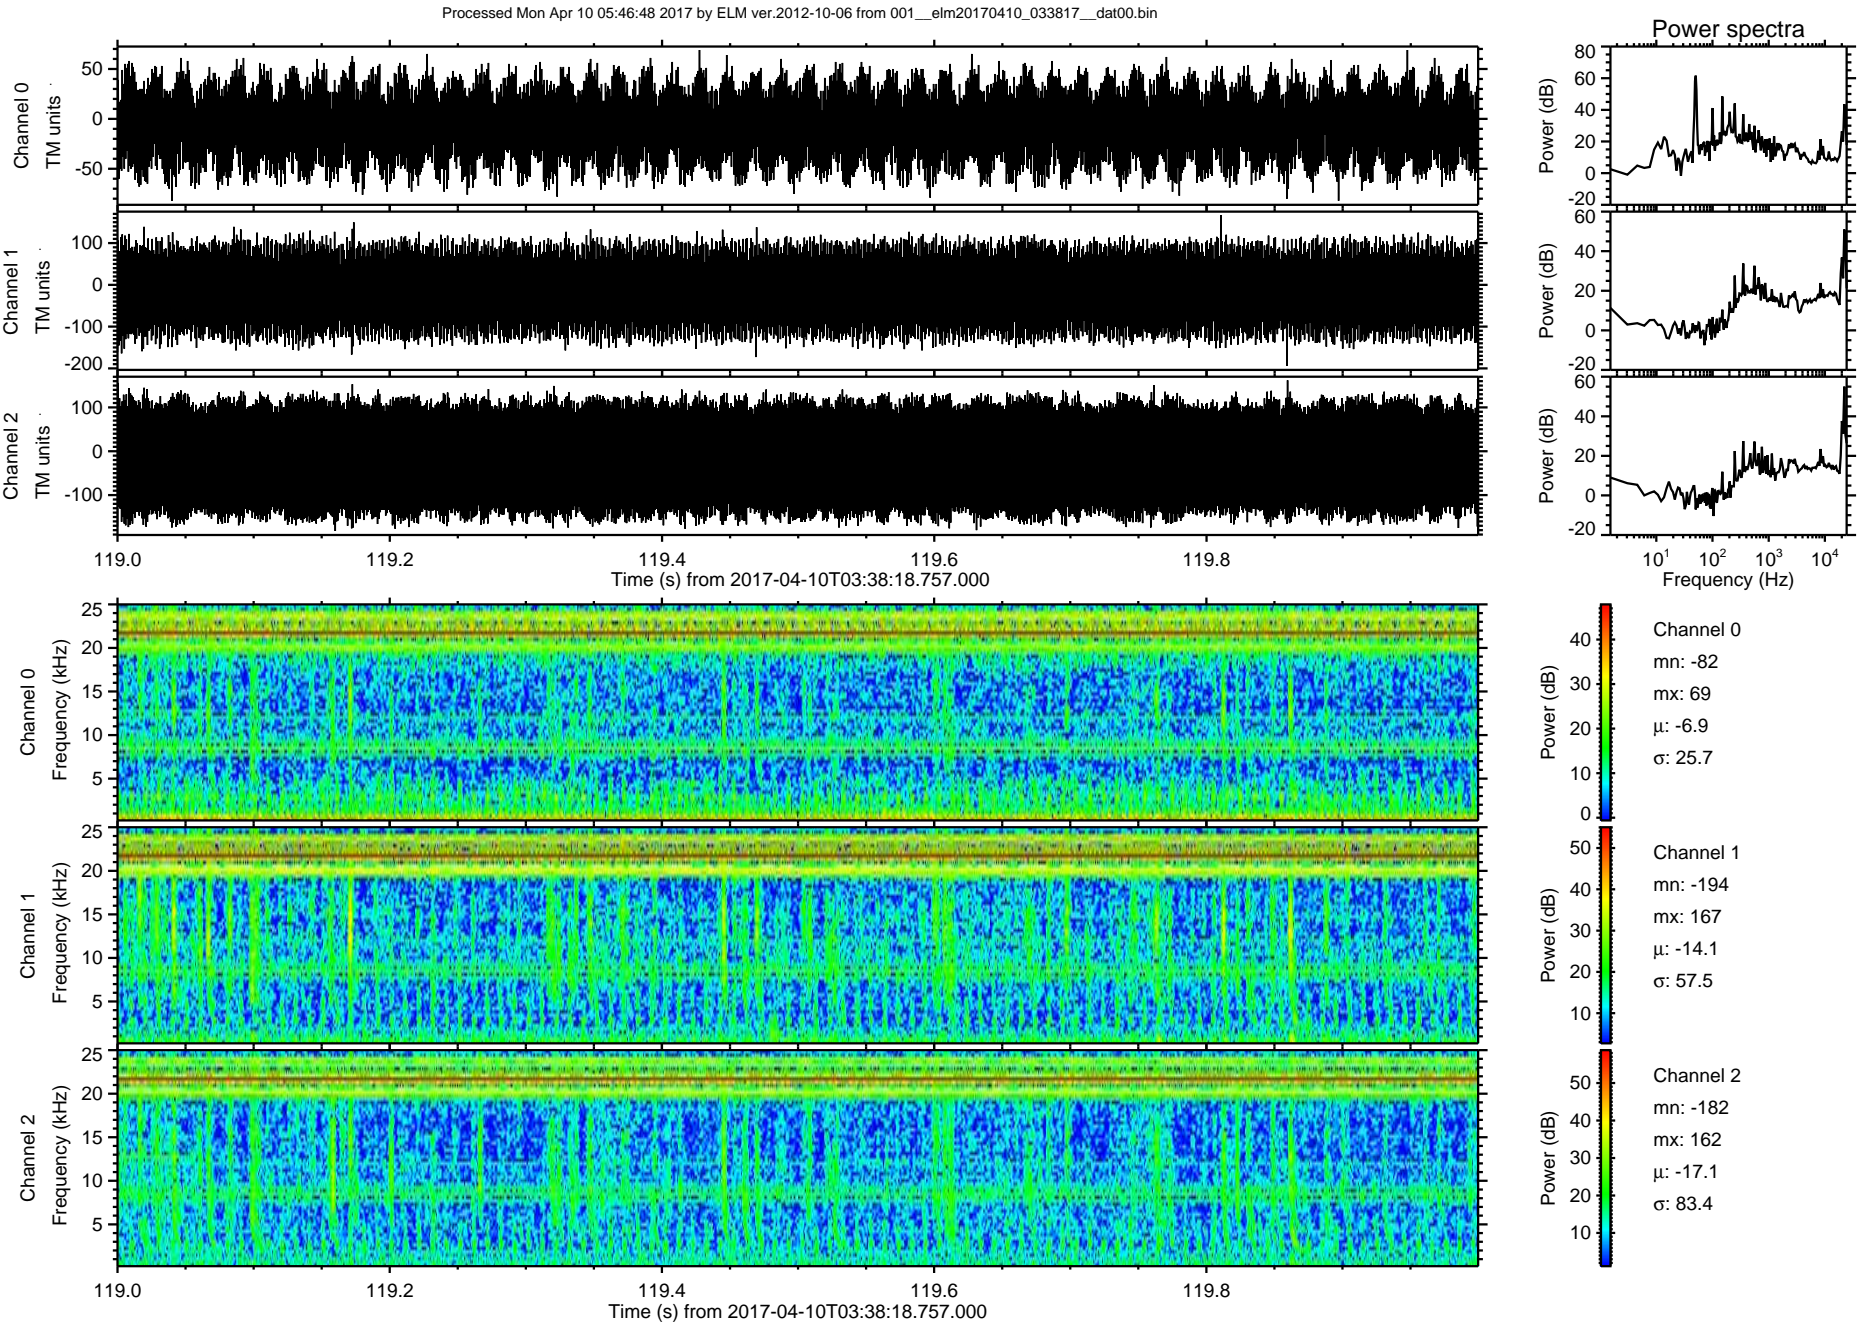 Processed Mon Apr 10 05:46:48 2017 by ELM ver.2012-10-06 from 001__elm20170410_033817__dat00.bin
Power spectra
Channel 0
TM units
50
0
-50
Power (dB)
80
60
40
20
0
-20
Channel 1
TM units
100
0
-100
-200
Power (dB)
60
40
20
0
-20
Channel 2
TM units
100
0
-100
Power (dB)
60
40
20
0
-20
119.0 119.2 119.4 119.6 119.8
Time (s) from 2017-04-10T03:38:18.757.000
10¹ 10² 10³ 10⁴
Frequency (Hz)
Channel 0
Frequency (kHz)
25
20
15
10
5
Power (dB)
40
30
20
10
0
Channel 0
mn: -82
mx: 69
μ: -6.9
σ: 25.7
Channel 1
Frequency (kHz)
25
20
15
10
5
Power (dB)
50
40
30
20
10
Channel 1
mn: -194
mx: 167
μ: -14.1
σ: 57.5
Channel 2
Frequency (kHz)
25
20
15
10
5
Power (dB)
50
40
30
20
10
Channel 2
mn: -182
mx: 162
μ: -17.1
σ: 83.4
119.0 119.2 119.4 119.6 119.8
Time (s) from 2017-04-10T03:38:18.757.000